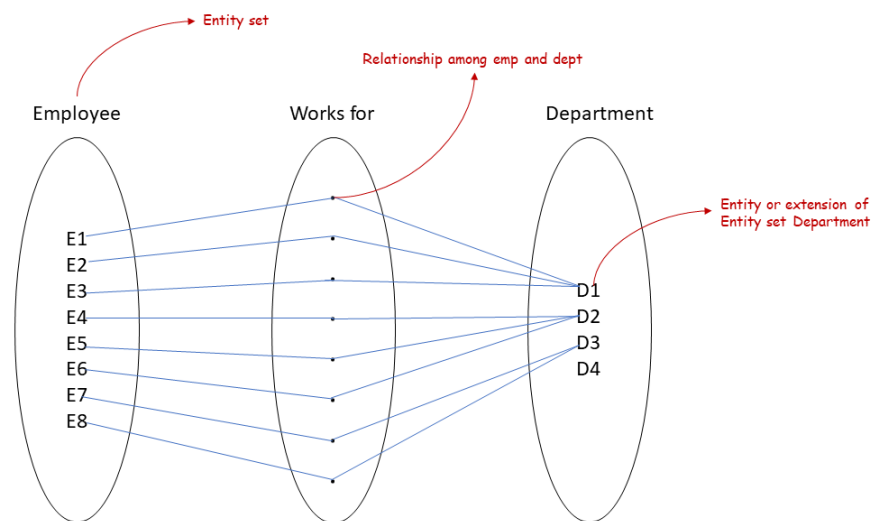 Entity set
Relationship among emp and dept
Employee
Works for
Department
Entity or extension of
Entity set Department
E1
E2
E3
E4
E5
E6
E7
E8
D1
D2
D3
D4